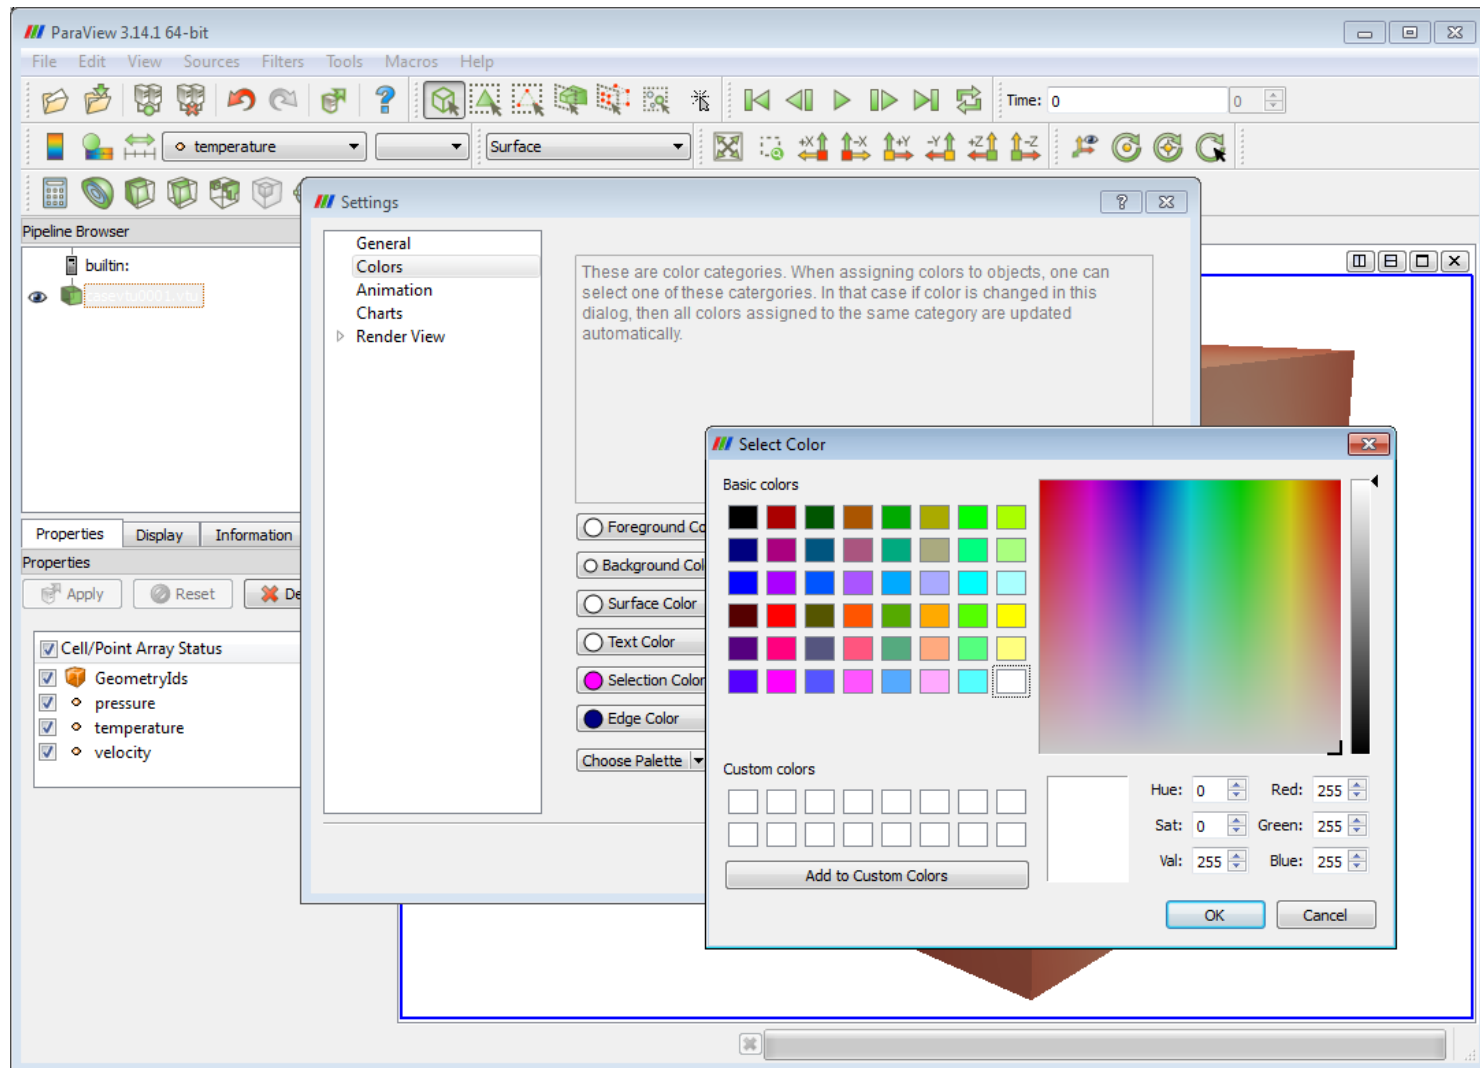 ParaView 3.14.1 64-bit
File Edit View Sources Filters Tools Macros Help
Time: 0 0
temperature Surface +X -X +Y -Y +Z -Z
Settings
Pipeline Browser
builtin:
General
Colors
Animation
Charts
Render View
These are color categories. When assigning colors to objects, one can
select one of these catergories. In that case if color is changed in this
dialog, then all colors assigned to the same category are updated
automatically.
Foreground Co
Background Col
Surface Color
Text Color
Selection Color
Edge Color
Choose Palette
Properties Display Information
Properties
Apply Reset De
Cell/Point Array Status
GeometryIds
pressure
temperature
velocity
Select Color
Basic colors
Custom colors
Add to Custom Colors
Hue: 0 Red: 255
Sat: 0 Green: 255
Val: 255 Blue: 255
OK Cancel